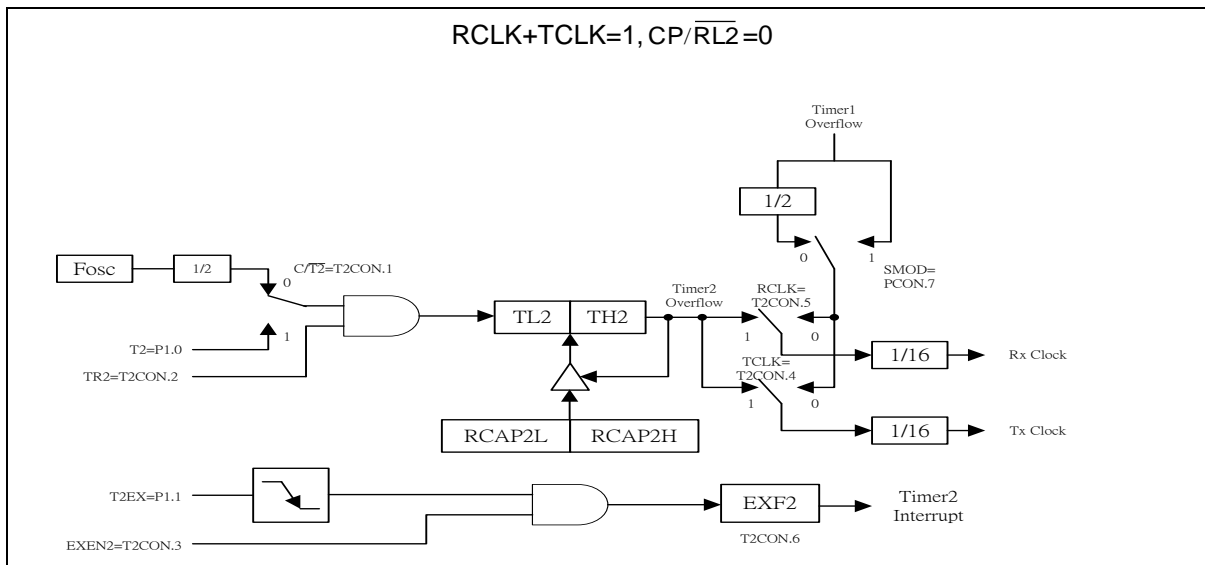 RCLK+TCLK=1, CP/RL2=0
Timer1
Overflow
1/2
0
1
SMOD=
PCON.7
Fosc
1/2
C/T2=T2CON.1
0
1
T2=P1.0
TR2=T2CON.2
TL2
TH2
Timer2
Overflow
RCLK=
T2CON.5
1
0
1/16
Rx Clock
TCLK=
T2CON.4
1
0
1/16
Tx Clock
RCAP2L
RCAP2H
T2EX=P1.1
EXEN2=T2CON.3
EXF2
T2CON.6
Timer2
Interrupt